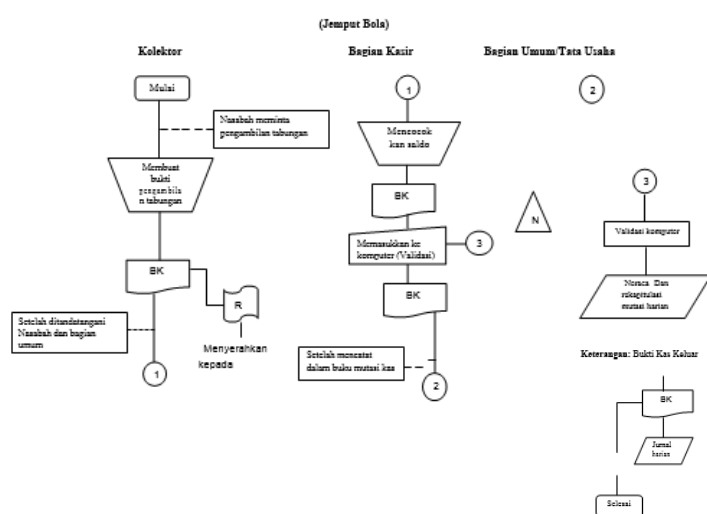 (Jemput Bola)
Kolektor
Bagian Kasir
Bagian Umum/Tata Usaha
Mulai
Nasabah meminta
pengambilan tabungan
Membuat
bukti
pengambila
n tabungan
BK
R
Setelah ditandatangani
Nasabah dan bagian
umum
Menyerahkan
kepada
1
1
Mencocok
kan saldo
BK
Memasukkan ke
komputer (Validasi)
3
BK
Setelah mencatat
dalam buku mutasi kas
2
2
N
3
Validasi komputer
Neraca Dan
rekapitulasi
mutasi harian
Keterangan: Bukti Kas Keluar
BK
Jurnal
harian
Selesai